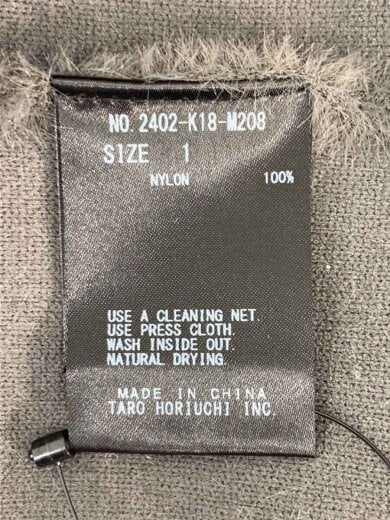 NO. 2402-K18-M208
SIZE 1
NYLON 100%
USE A CLEANING NET.
USE PRESS CLOTH.
WASH INSIDE OUT.
NATURAL DRYING.
MADE IN CHINA
TARO HORIUCHI INC.